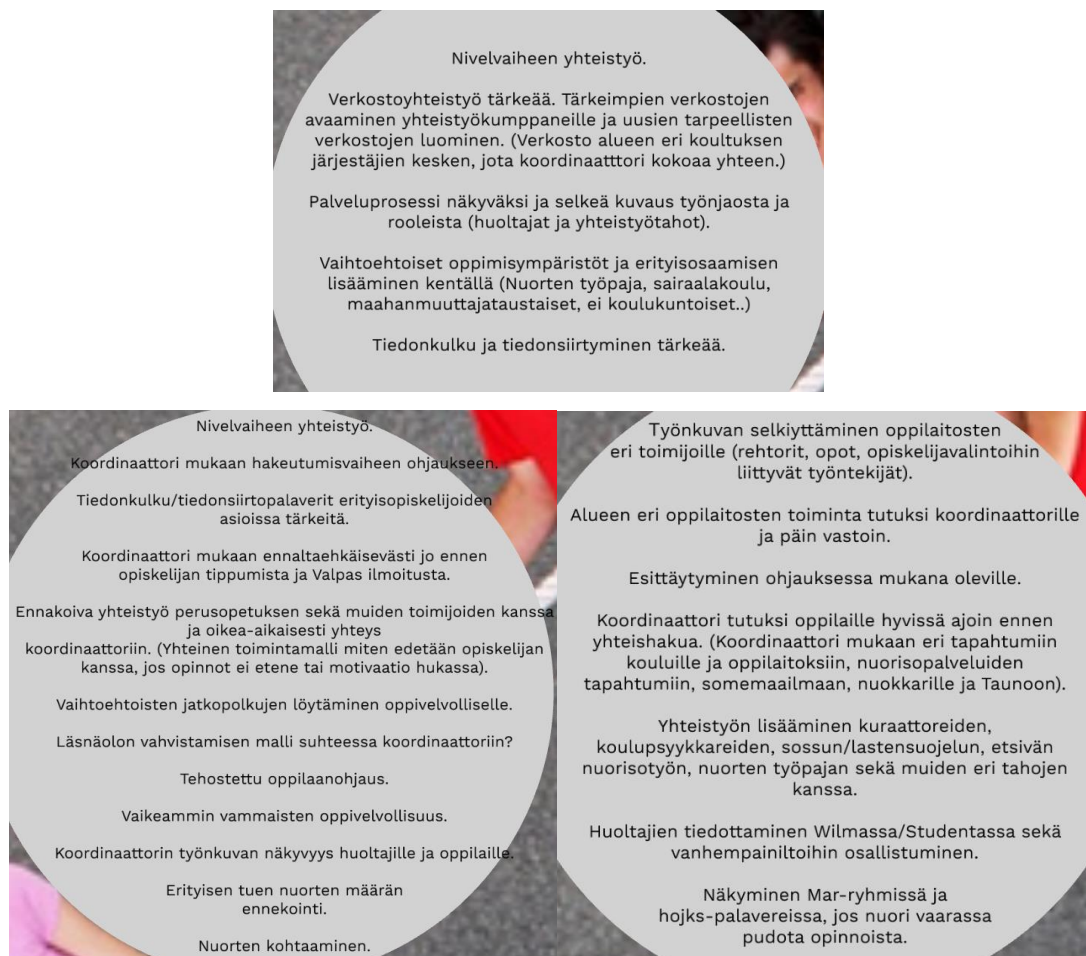 Nivelvaiheen yhteistyö.
Verkostoyhteistyö tärkeää. Tärkeimpien verkostojen
avaaminen yhteistyökumppaneille ja uusien tarpeellisten
verkostojen luominen. (Verkosto alueen eri koultuksen
järjestäjien kesken, jota koordinaatttori kokoaa yhteen.)
Palveluprosessi näkyväksi ja selkeä kuvaus työnjaosta ja
rooleista (huoltajat ja yhteistyötahot).
Vaihtoehtoiset oppimisympäristöt ja erityisosaamisen
lisääminen kentällä (Nuorten työpaja, sairaalakoulu,
maahanmuuttajataustaiset, ei koulukuntoiset..)
Tiedonkulku ja tiedonsiirtyminen tärkeää.
Nivelvaiheen yhteistyö.
Koordinaattori mukaan hakeutumisvaiheen ohjaukseen.
Tiedonkulku/tiedonsiirtopalaverit erityisopiskelijoiden
asioissa tärkeitä.
Koordinaattori mukaan ennaltaehkäisevästi jo ennen
opiskelijan tippumista ja Valpas ilmoitusta.
Ennakoiva yhteistyö perusopetuksen sekä muiden toimijoiden kanssa
ja oikea-aikaisesti yhteys
koordinaattoriin. (Yhteinen toimintamalli miten edetään opiskelijan
kanssa, jos opinnot ei etene tai motivaatio hukassa).
Vaihtoehtoisten jatkopolkujen löytäminen oppivelvolliselle.
Läsnäolon vahvistamisen malli suhteessa koordinaattoriin?
Tehostettu oppilaanohjaus.
Vaikeammin vammaisten oppivelvollisuus.
Koordinaattorin työnkuvan näkyvyys huoltajille ja oppilaille.
Erityisen tuen nuorten määrän
ennekointi.
Nuorten kohtaaminen.
Työnkuvan selkiyttäminen oppilaitosten
eri toimijoille (rehtorit, opot, opiskelijavalintoihin
liittyvät työntekijät).
Alueen eri oppilaitosten toiminta tutuksi koordinaattorille
ja päin vastoin.
Esittäytyminen ohjauksessa mukana oleville.
Koordinaattori tutuksi oppilaille hyvissä ajoin ennen
yhteishakua. (Koordinaattori mukaan eri tapahtumiin
kouluille ja oppilaitoksiin, nuorisopalveluiden
tapahtumiin, somemaailmaan, nuokkarille ja Taunoon).
Yhteistyön lisääminen kuraattoreiden,
koulupsyykkareiden, sossun/lastensuojelun, etsivän
nuorisotyön, nuorten työpajan sekä muiden eri tahojen
kanssa.
Huoltajien tiedottaminen Wilmassa/Studentassa sekä
vanhempainiltoihin osallistuminen.
Näkyminen Mar-ryhmissä ja
hojks-palavereissa, jos nuori vaarassa
pudota opinnoista.